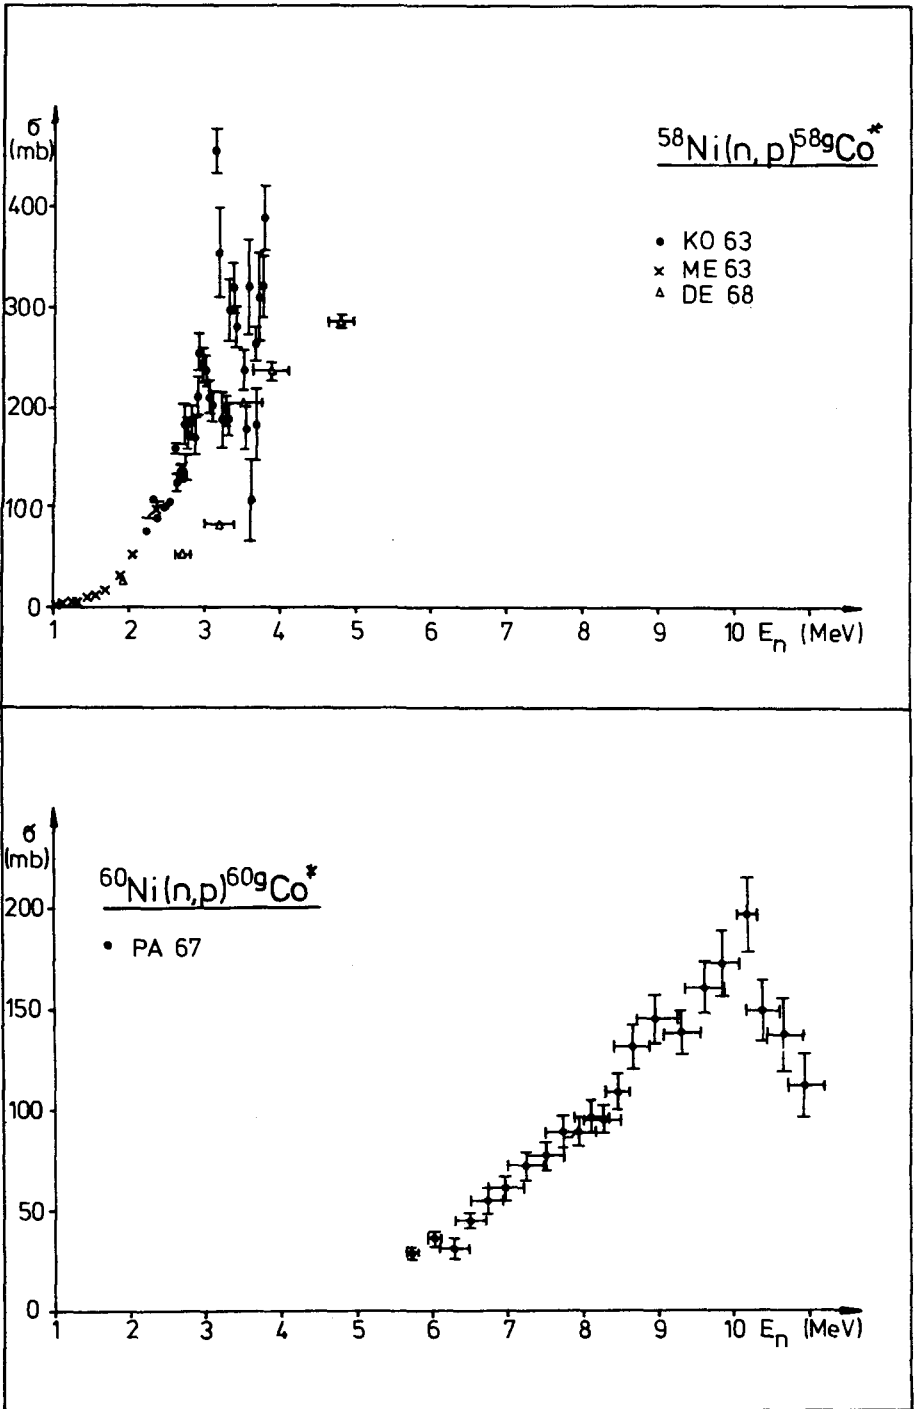 σ
(mb)
400
300
200
100
0
1 2 3 4 5 6 7 8 9 10 En (MeV)
58Ni(n,p)58gCo*
• KO 63
× ME 63
△ DE 68
σ
(mb)
200
150
100
50
0
1 2 3 4 5 6 7 8 9 10 En (MeV)
60Ni(n,p)60gCo*
• PA 67